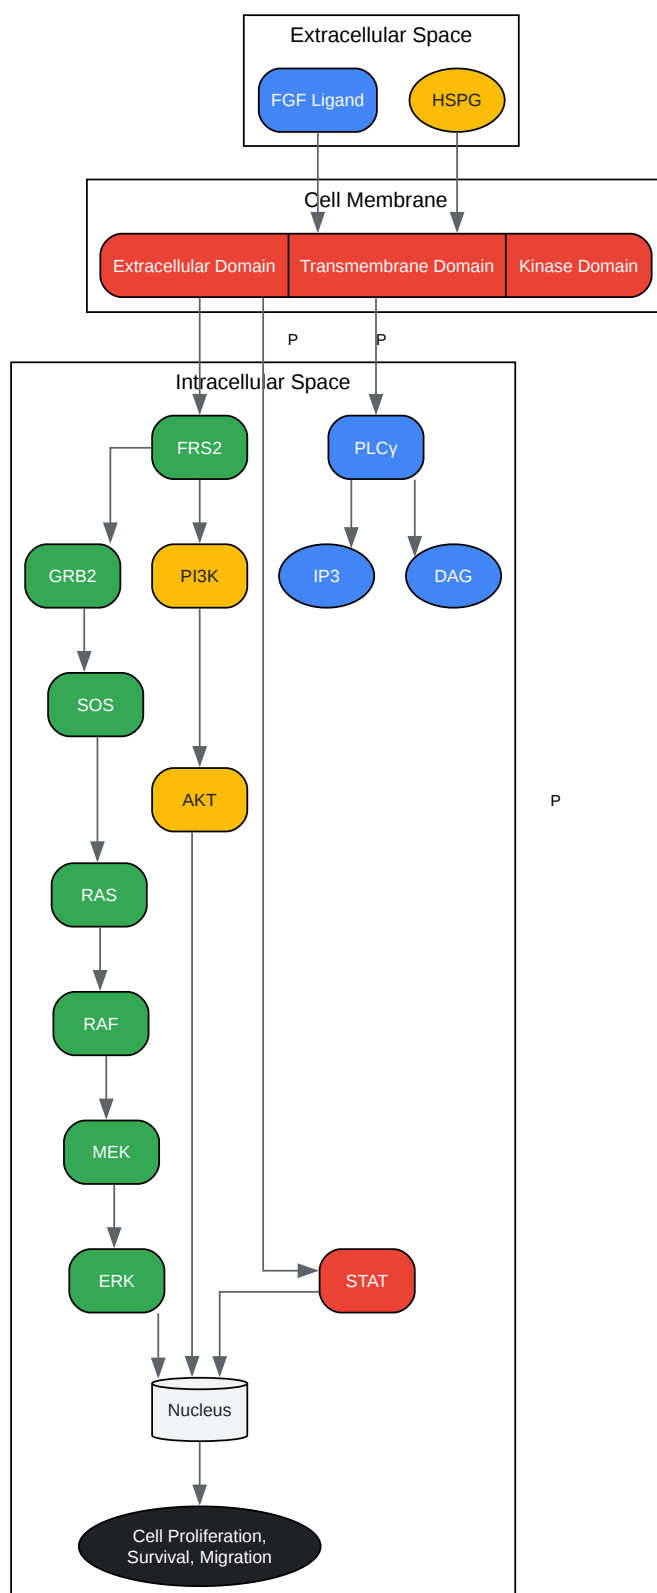 Extracellular Space
FGF Ligand
HSPG
Cell Membrane
Extracellular Domain
Transmembrane Domain
Kinase Domain
P
P
Intracellular Space
FRS2
PLCγ
GRB2
PI3K
IP3
DAG
SOS
AKT
P
RAS
RAF
MEK
ERK
STAT
Nucleus
Cell Proliferation,
Survival, Migration